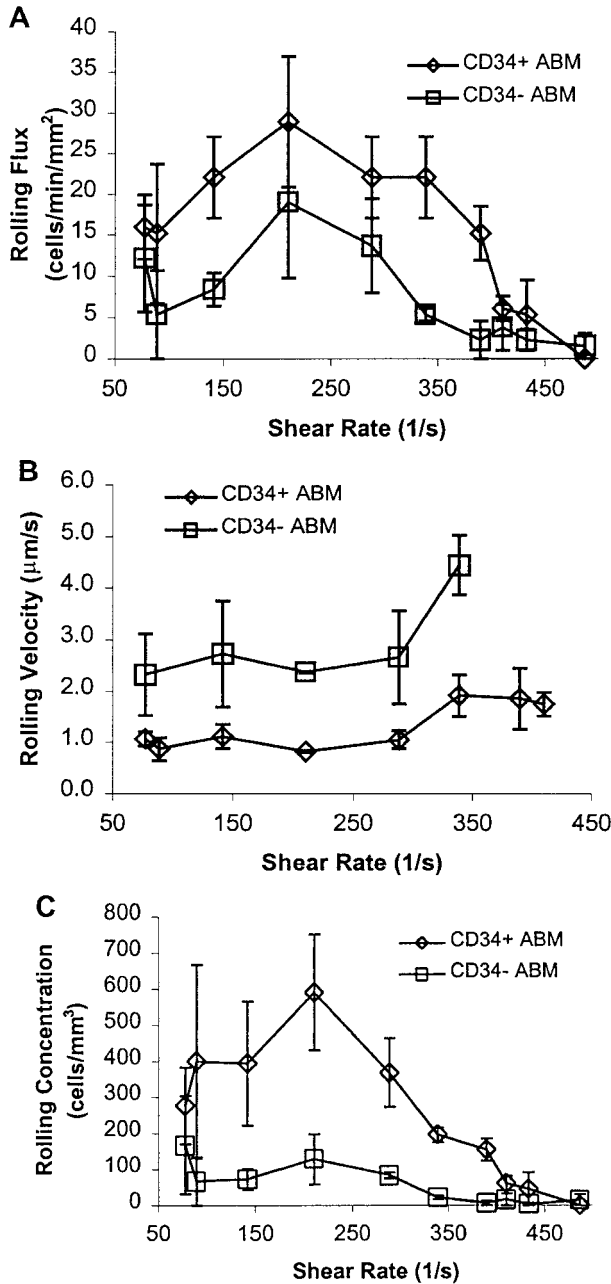 A
40
35
30
25
20
15
10
5
0
Rolling Flux
(cells/min/mm²)
CD34+ ABM
CD34- ABM
50 150 250 350 450
Shear Rate (1/s)
B
6.0
5.0
4.0
3.0
2.0
1.0
0.0
Rolling Velocity (μm/s)
CD34+ ABM
CD34- ABM
50 150 250 350 450
Shear Rate (1/s)
C
800
700
600
500
400
300
200
100
0
Rolling Concentration
(cells/mm³)
CD34+ ABM
CD34- ABM
50 150 250 350 450
Shear Rate (1/s)